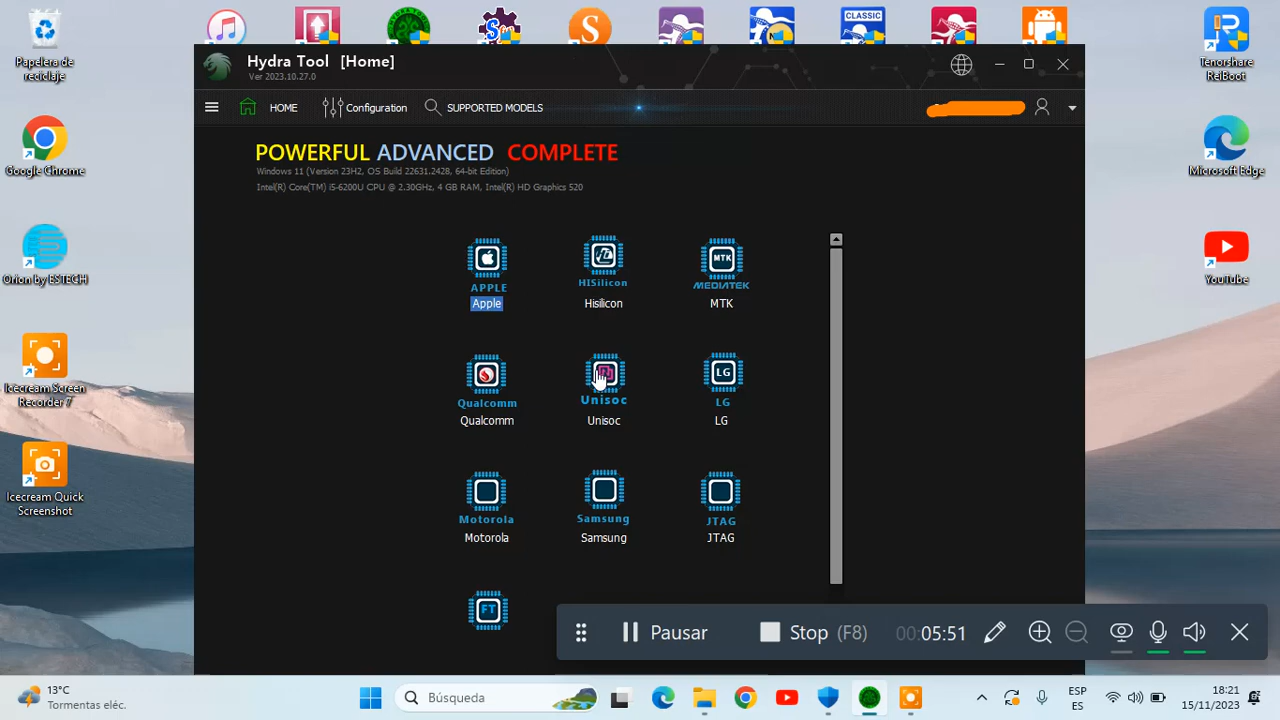 Papelera de
reciclaje
Google Chrome
Orion by ESTECH
Icecream Screen
Recorder 7
Icecream Quick
Screenshot
CLASSIC
Tenorshare
ReiBoot
Microsoft Edge
YouTube
Hydra Tool [Home]
Ver 2023.10.27.0
HOME
Configuration
SUPPORTED MODELS
POWERFUL ADVANCED COMPLETE
Windows 11 (Version 23H2, OS Build 22631.2428, 64-bit Edition)
Intel(R) Core(TM) i5-6200U CPU @ 2.30GHz, 4 GB RAM, Intel(R) HD Graphics 520
APPLE
Apple
HISilicon
Hisilicon
MTK
MEDIATEK
MTK
Qualcomm
Qualcomm
Unisoc
Unisoc
LG
LG
LG
Motorola
Motorola
Samsung
Samsung
JTAG
JTAG
FT
Pausar
Stop (F8)
00:05:51
13°C
Tormentas eléc.
Búsqueda
ESP
ES
18:21
15/11/2023